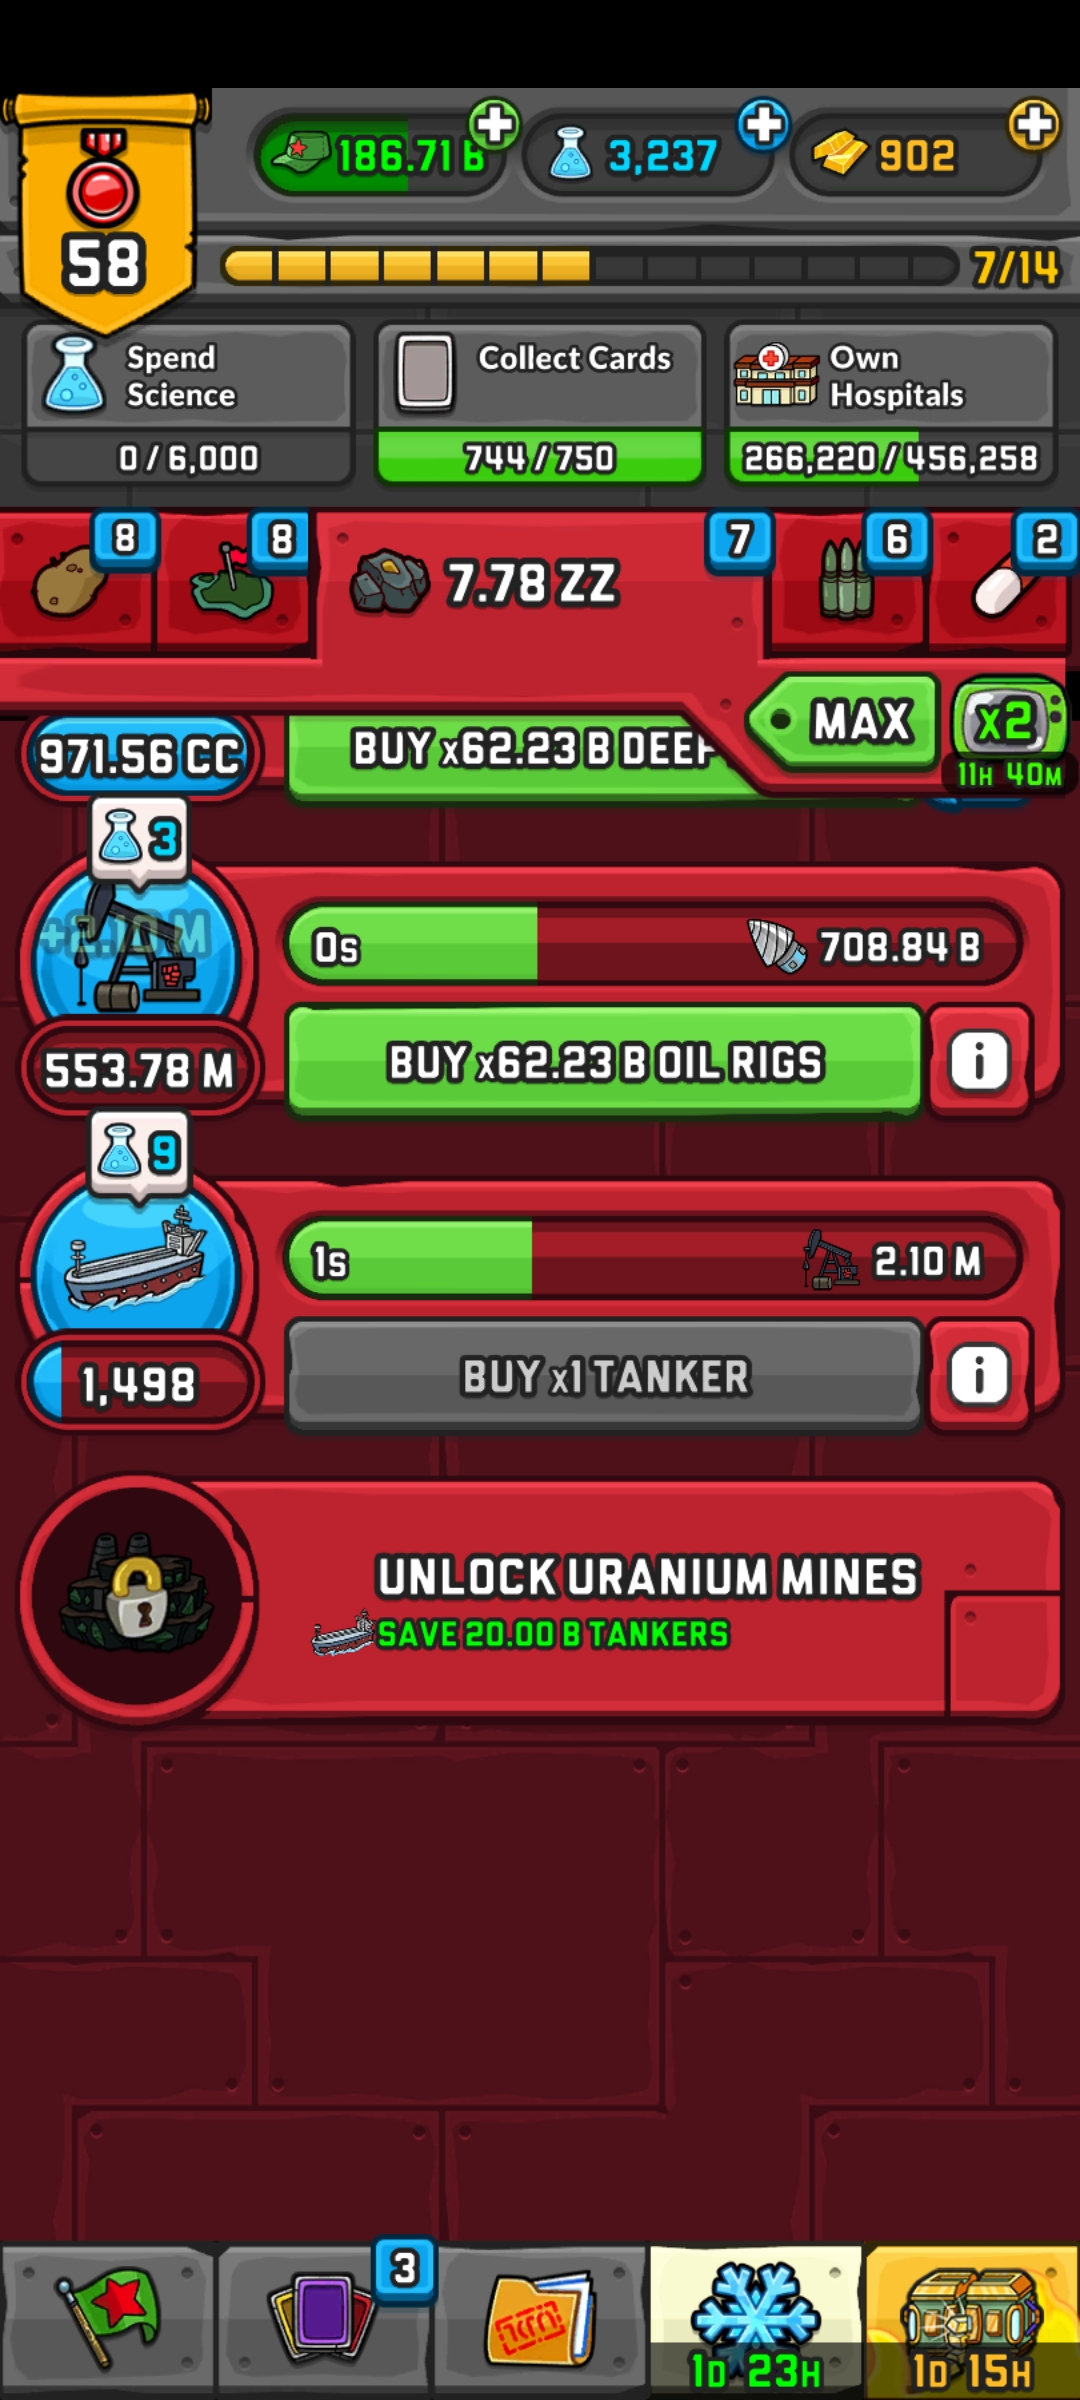 186.71 B
3,237
902
58
7/14
Spend
Science
0 / 6,000
Collect Cards
744 / 750
Own
Hospitals
266,220 / 456,258
8
8
7.78 ZZ
7
6
2
MAX
x2
11H 40M
971.56 CC
BUY x62.23 B DEEP
3
+2.10 M
0s
708.84 B
553.78 M
BUY x62.23 B OIL RIGS
i
9
1s
2.10 M
1,498
BUY x1 TANKER
i
UNLOCK URANIUM MINES
SAVE 20.00 B TANKERS
3
1D 23H
1D 15H